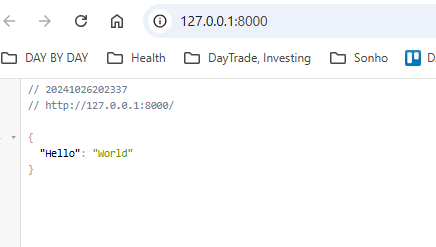 127.0.0.1:8000
DAY BY DAY Health DayTrade, Investing Sonho
// 20241026202337
// http://127.0.0.1:8000/
{
"Hello": "World"
}